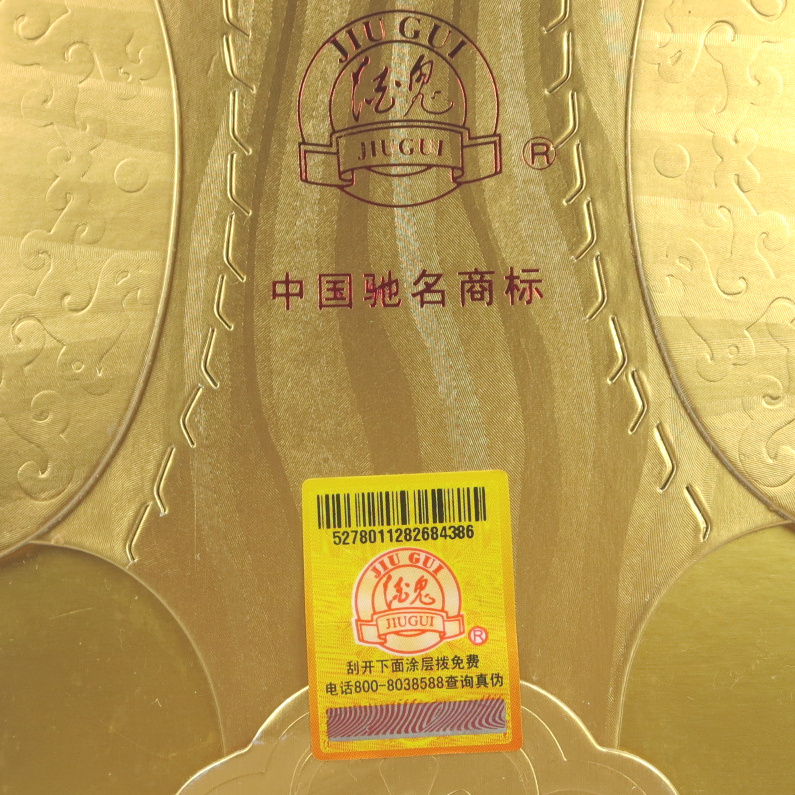 JIU GUI
酒鬼
JIUGUI
®
中国驰名商标
5278011282684386
JIU GUI
酒鬼
JIUGUI
®
刮开下面涂层拨免费
电话800-8038588查询真伪